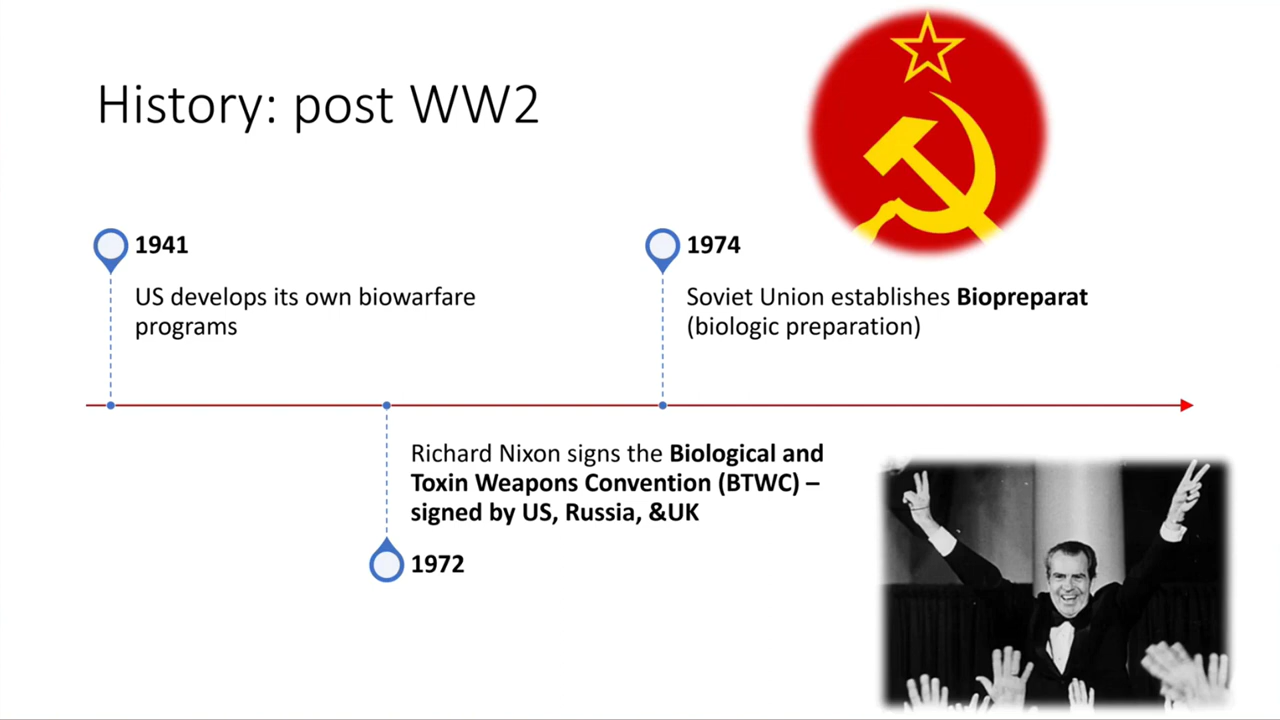 History: post WW2
1941
US develops its own biowarfare
programs
1974
Soviet Union establishes Biopreparat
(biologic preparation)
Richard Nixon signs the Biological and
Toxin Weapons Convention (BTWC) –
signed by US, Russia, &UK
1972